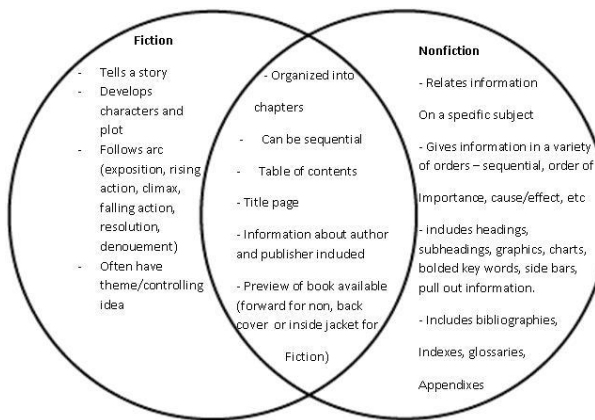 Fiction
- Tells a story
- Develops
characters and
plot
- Follows arc
(exposition, rising
action, climax,
falling action,
resolution,
denouement)
- Often have
theme/controlling
idea
- Organized into
chapters
- Can be sequential
- Table of contents
- Title page
- Information about author
and publisher included
- Preview of book available
(forward for non, back
cover or inside jacket for
Fiction)
Nonfiction
- Relates information
On a specific subject
- Gives information in a variety
of orders – sequential, order of
Importance, cause/effect, etc
- includes headings,
subheadings, graphics, charts,
bolded key words, side bars,
pull out information.
- Includes bibliographies,
Indexes, glossaries,
Appendixes